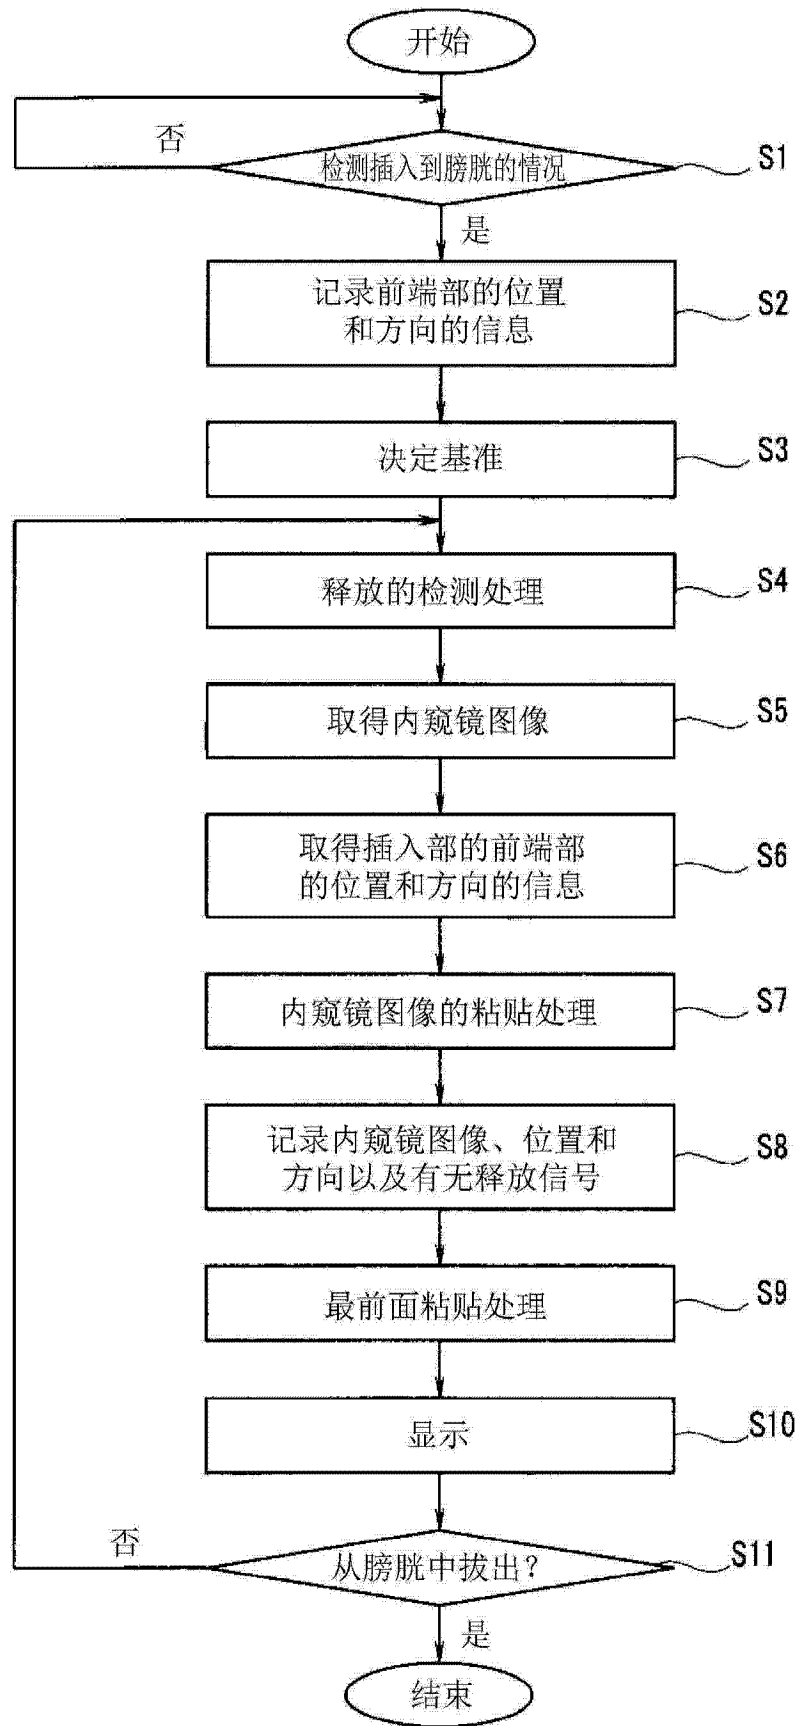 开始
否
检测插入到膀胱的情况
S1
是
记录前端部的位置
和方向的信息
S2
决定基准
S3
释放的检测处理
S4
取得内窥镜图像
S5
取得插入部的前端部
的位置和方向的信息
S6
内窥镜图像的粘贴处理
S7
记录内窥镜图像、位置和
方向以及有无释放信号
S8
最前面粘贴处理
S9
显示
S10
否
从膀胱中拔出?
S11
是
结束